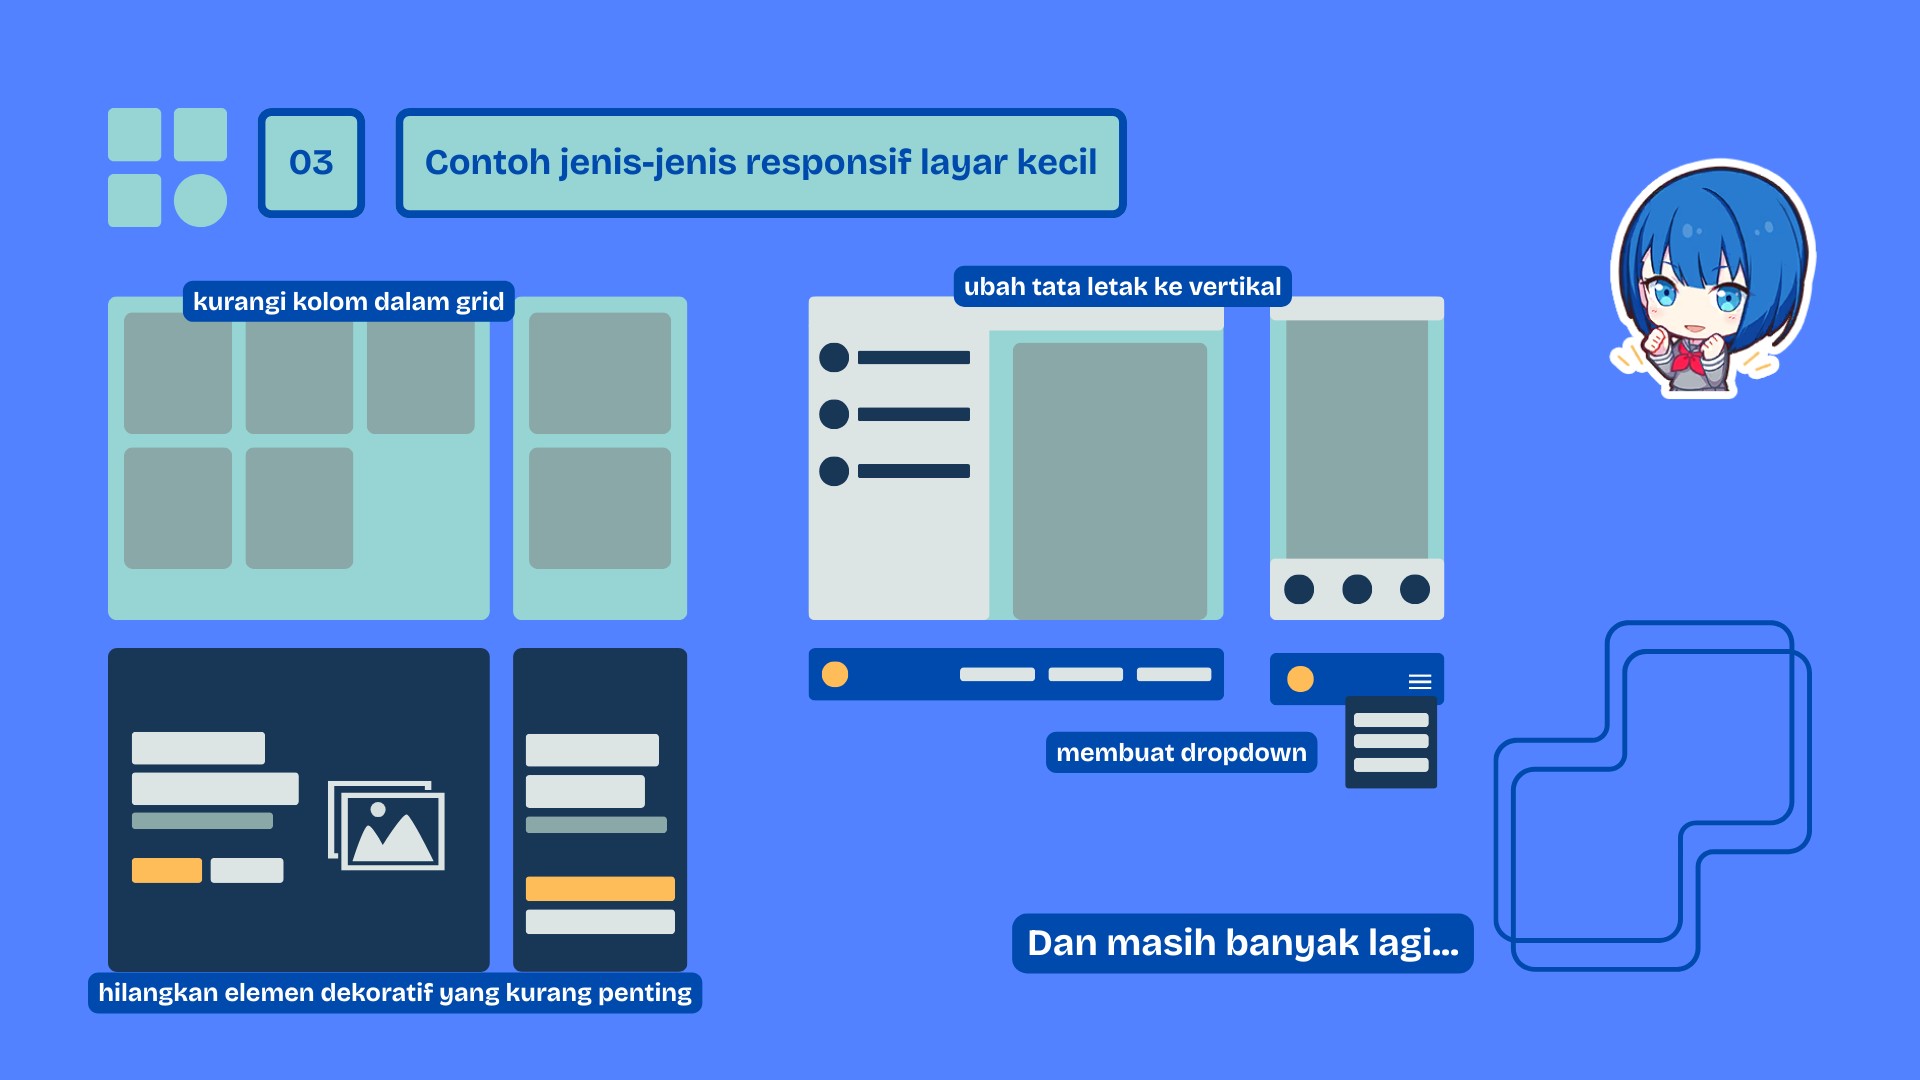 03
Contoh jenis-jenis responsif layar kecil
kurangi kolom dalam grid
ubah tata letak ke vertikal
membuat dropdown
hilangkan elemen dekoratif yang kurang penting
Dan masih banyak lagi...